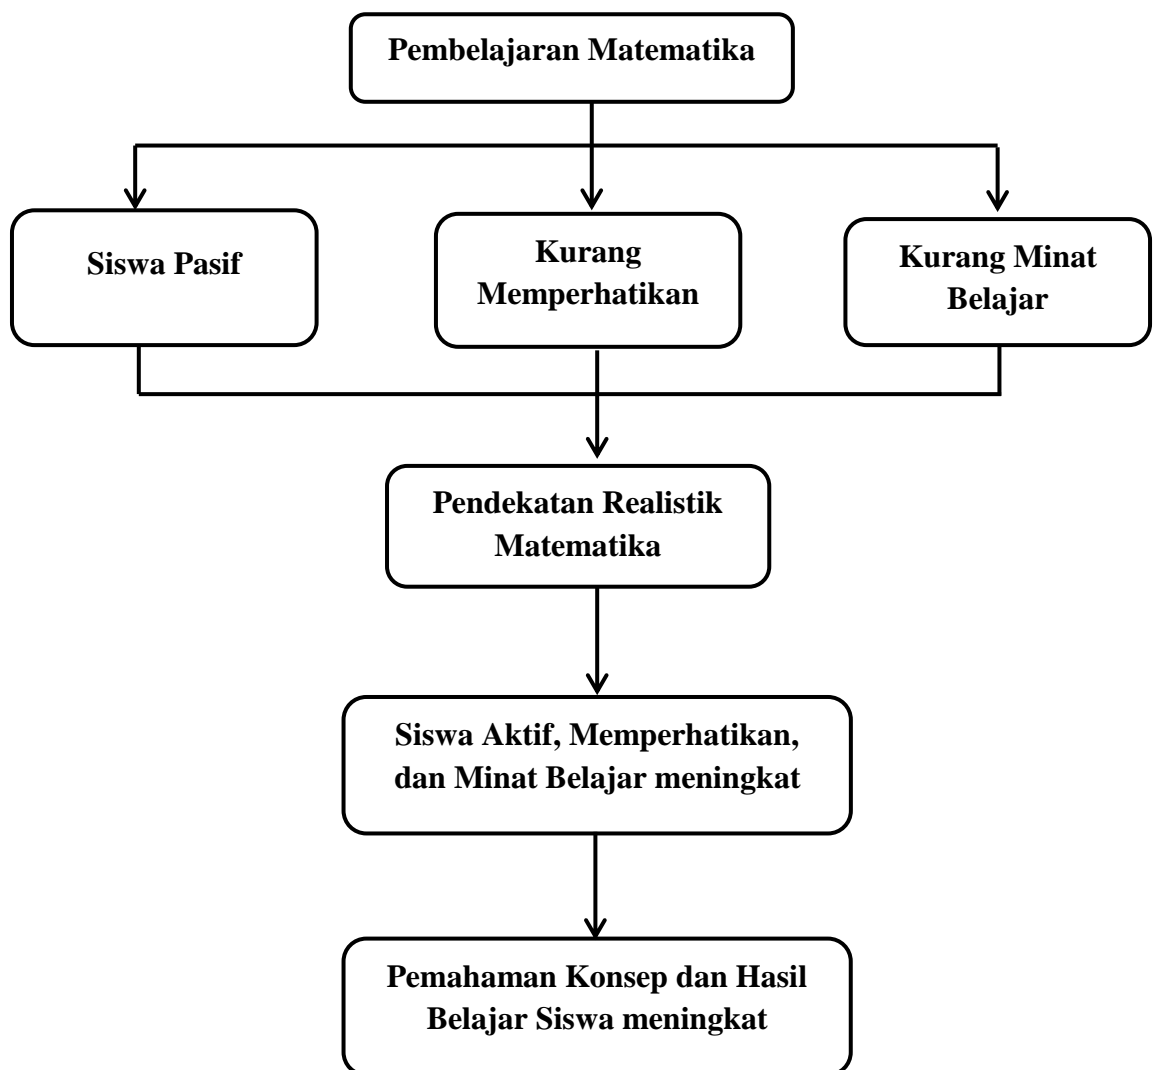 Pembelajaran Matematika
Siswa Pasif
Kurang
Memperhatikan
Kurang Minat
Belajar
Pendekatan Realistik
Matematika
Siswa Aktif, Memperhatikan,
dan Minat Belajar meningkat
Pemahaman Konsep dan Hasil
Belajar Siswa meningkat